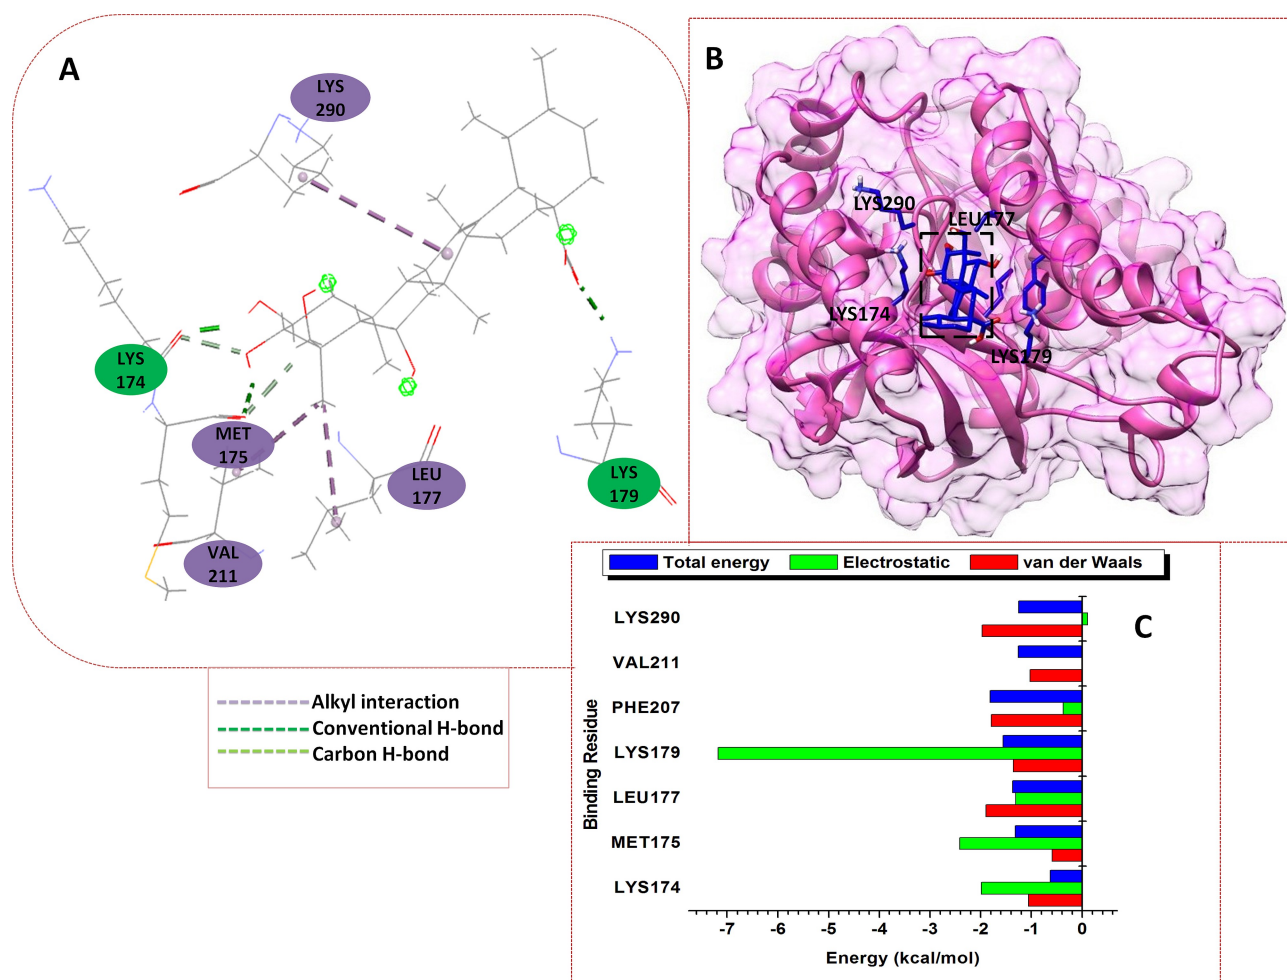 A
LYS
290
LYS
174
MET
175
LEU
177
LYS
179
VAL
211
Alkyl interaction
Conventional H-bond
Carbon H-bond
B
LYS290
LEU177
LYS174
LYS179
Total energy Electrostatic van der Waals
C
Binding Residue
LYS290
VAL211
PHE207
LYS179
LEU177
MET175
LYS174
-7 -6 -5 -4 -3 -2 -1 0
Energy (kcal/mol)